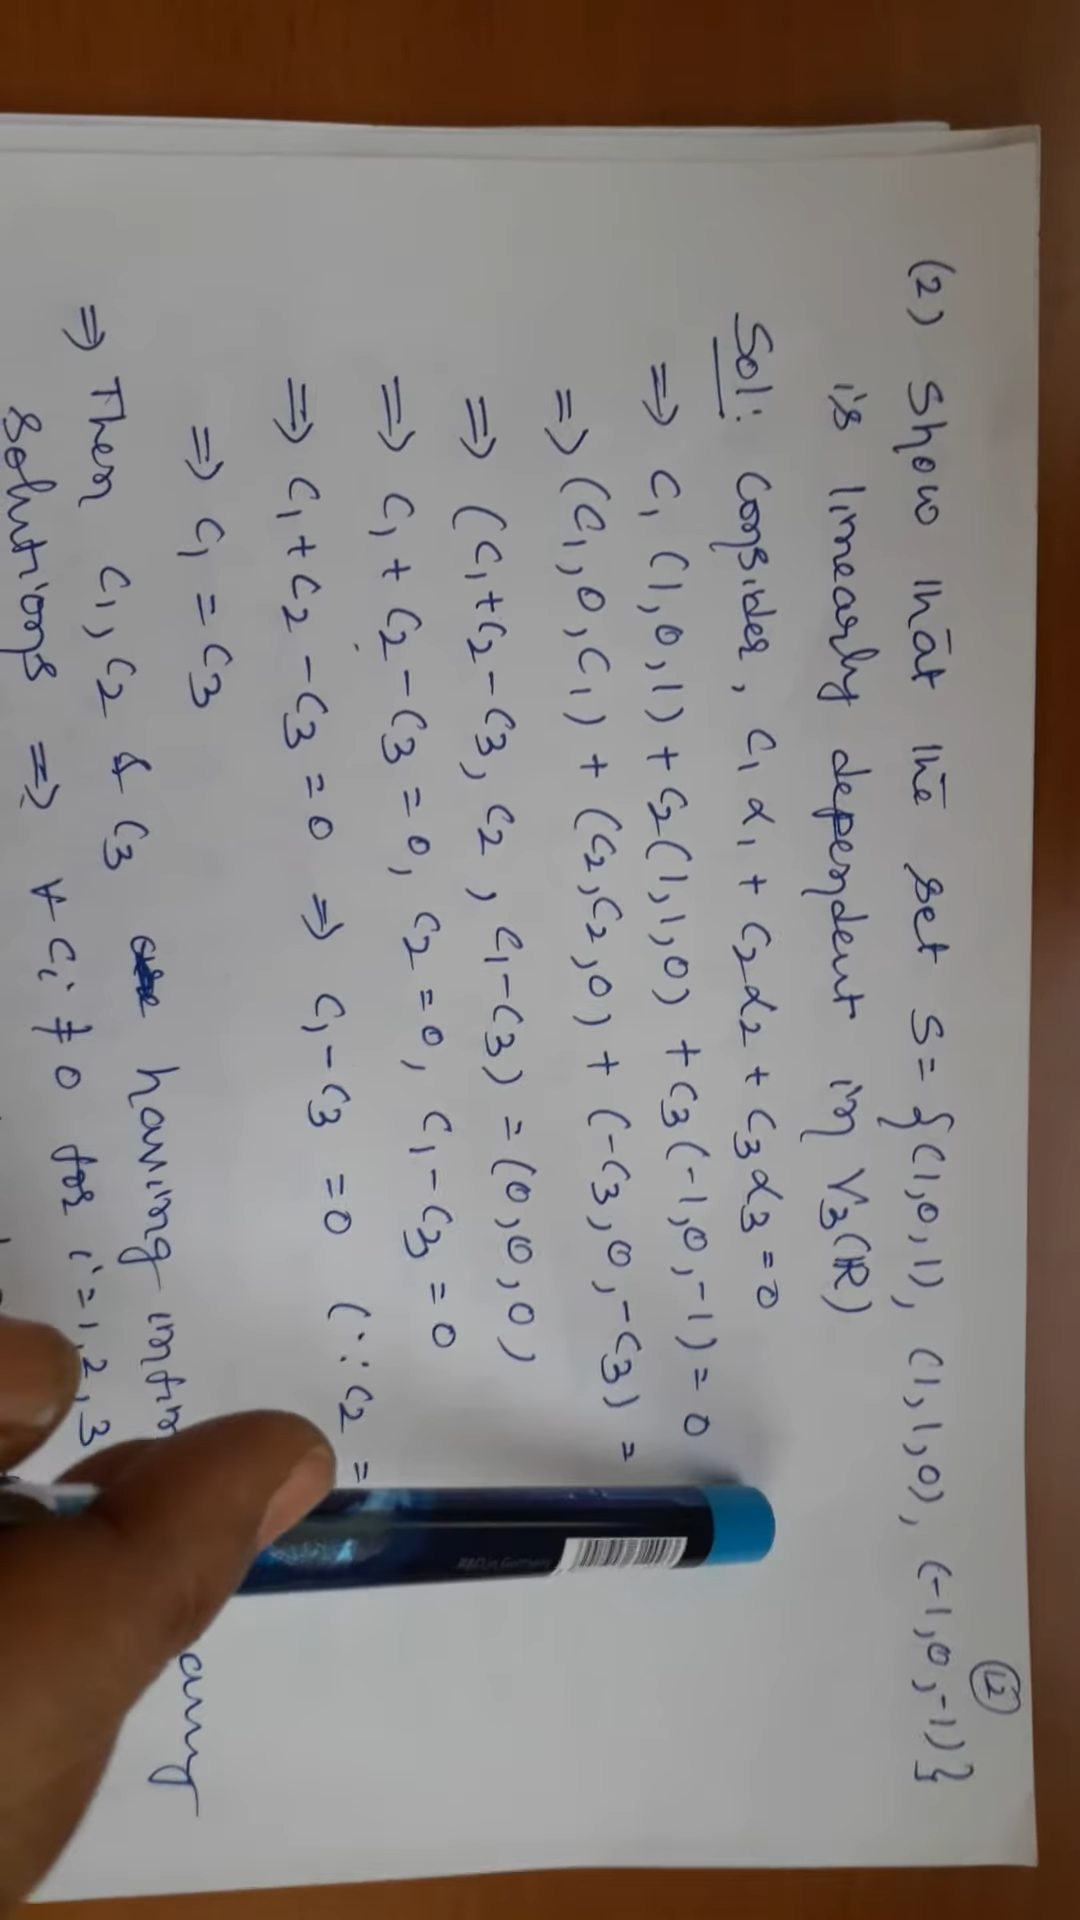 (12)
(2) Show that the set S = {(1,0,1), (1,1,0), (-1,0,-1)}
is linearly dependent in V₃(ℝ)
Sol: Consider, C₁α₁ + C₂α₂ + C₃α₃ = 0
⇒ C₁(1,0,1) + C₂(1,1,0) + C₃(-1,0,-1) = 0
⇒ (C₁,0,C₁) + (C₂,C₂,0) + (-C₃,0,-C₃) =
⇒ (C₁+C₂-C₃, C₂, C₁-C₃) = (0,0,0)
⇒ C₁+C₂-C₃ = 0, C₂ = 0, C₁-C₃ = 0
⇒ C₁+C₂-C₃ = 0 ⇒ C₁-C₃ = 0 (∵ C₂ =
⇒ C₁ = C₃
⇒ Then C₁, C₂ & C₃ having
solutions ⇒ ∀ Cᵢ ≠ 0 for i = 1,2,3
R&D in Germany